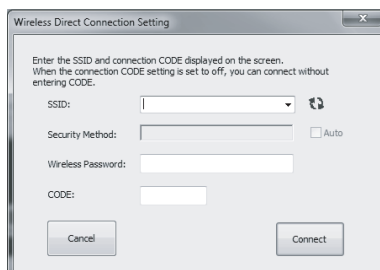 Wireless Direct Connection Setting
Enter the SSID and connection CODE displayed on the screen.
When the connection CODE setting is set to off, you can connect without
entering CODE.
SSID:
Security Method:
Auto
Wireless Password:
CODE:
Cancel
Connect